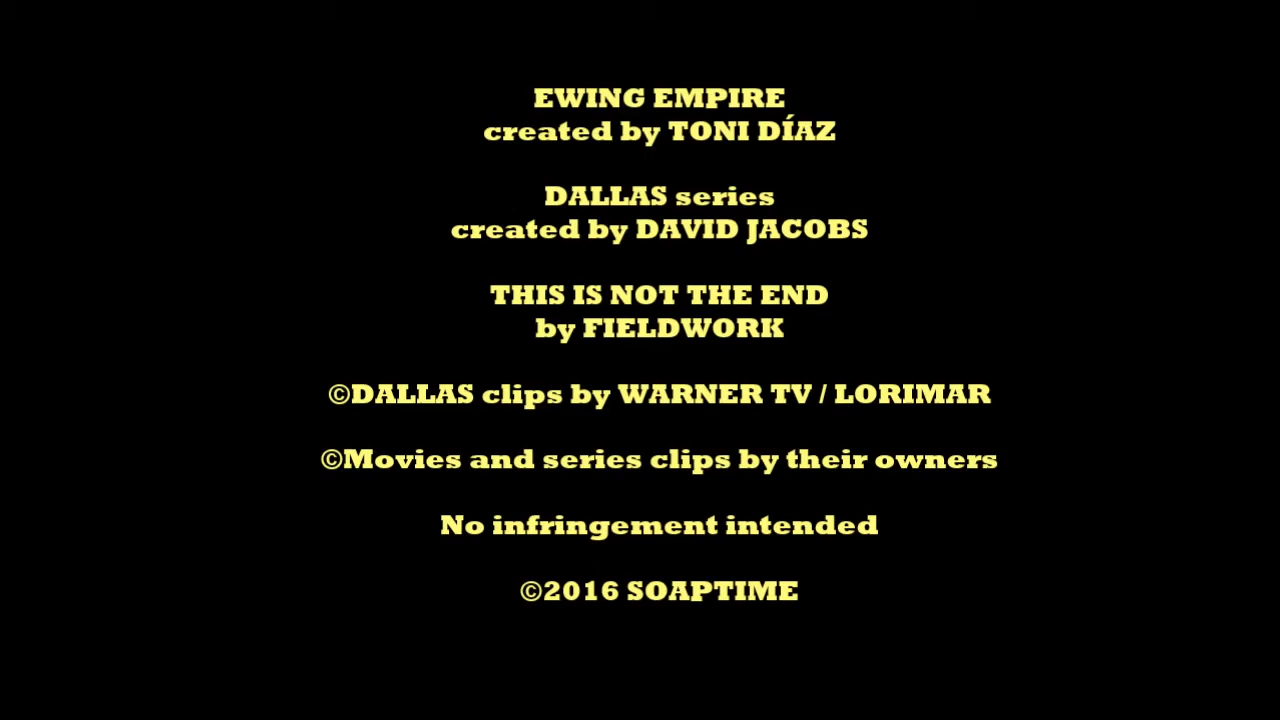 EWING EMPIRE
created by TONI DÍAZ
DALLAS series
created by DAVID JACOBS
THIS IS NOT THE END
by FIELDWORK
©DALLAS clips by WARNER TV / LORIMAR
©Movies and series clips by their owners
No infringement intended
©2016 SOAPTIME